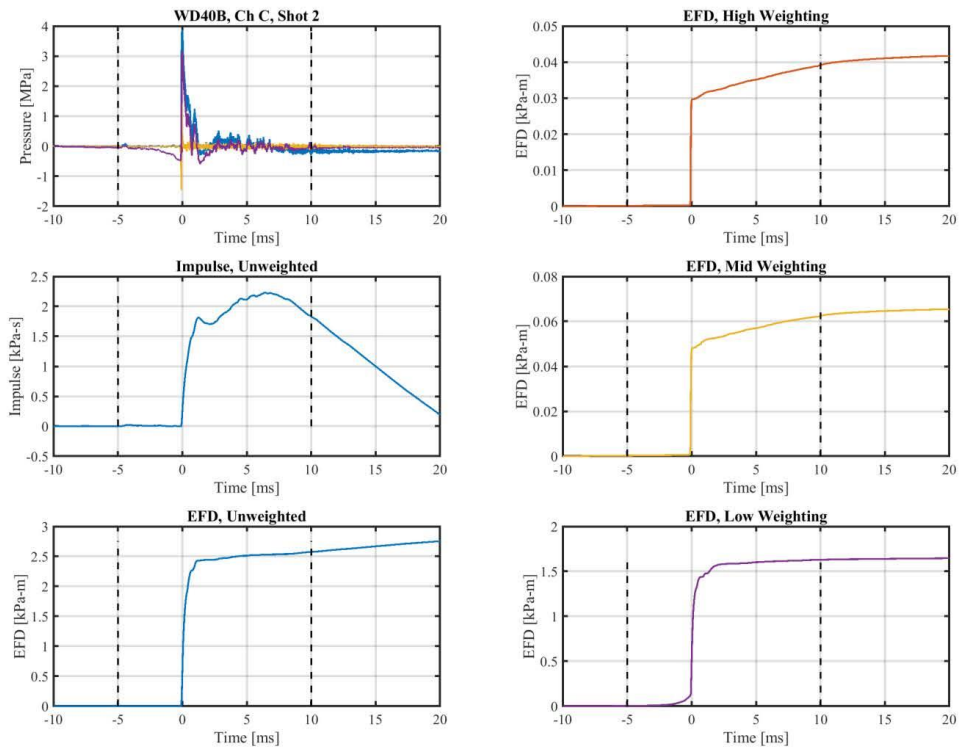 WD40B, Ch C, Shot 2
Pressure [MPa]
4
3
2
1
0
-1
-2
-10 -5 0 5 10 15 20
Time [ms]
EFD, High Weighting
EFD [kPa-m]
0.05
0.04
0.03
0.02
0.01
0
-10 -5 0 5 10 15 20
Time [ms]
Impulse, Unweighted
Impulse [kPa-s]
2.5
2
1.5
1
0.5
0
-0.5
-10 -5 0 5 10 15 20
Time [ms]
EFD, Mid Weighting
EFD [kPa-m]
0.08
0.06
0.04
0.02
0
-10 -5 0 5 10 15 20
Time [ms]
EFD, Unweighted
EFD [kPa-m]
3
2.5
2
1.5
1
0.5
0
-10 -5 0 5 10 15 20
Time [ms]
EFD, Low Weighting
EFD [kPa-m]
2
1.5
1
0.5
0
-10 -5 0 5 10 15 20
Time [ms]